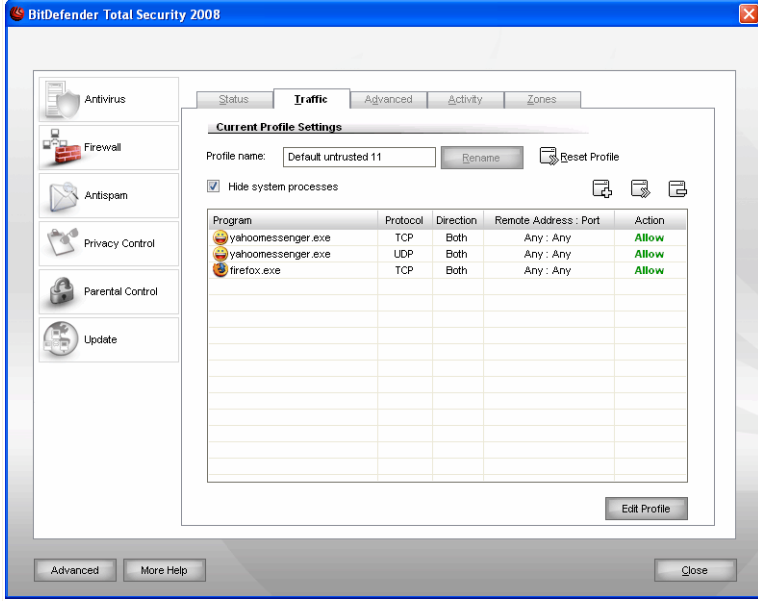 BitDefender Total Security 2008
Antivirus
Firewall
Antispam
Privacy Control
Parental Control
Update
Status Traffic Advanced Activity Zones
Current Profile Settings
Profile name: Default untrusted 11 Rename Reset Profile
Hide system processes
Program Protocol Direction Remote Address : Port Action
yahoomessenger.exe TCP Both Any : Any Allow
yahoomessenger.exe UDP Both Any : Any Allow
firefox.exe TCP Both Any : Any Allow
Edit Profile
Advanced More Help Close